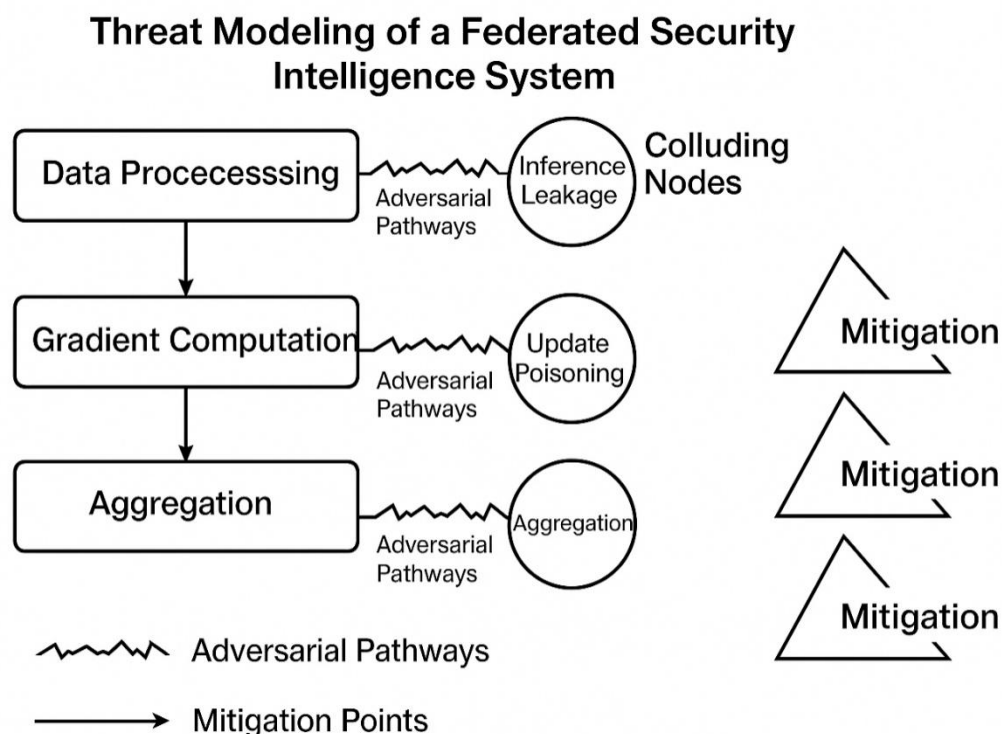 Threat Modeling of a Federated Security
Intelligence System
Data Procecesssing
Adversarial
Pathways
Inference
Leakage
Colluding
Nodes
Gradient Computation
Adversarial
Pathways
Update
Poisoning
Mitigation
Aggregation
Adversarial
Pathways
Aggregation
Mitigation
Mitigation
Adversarial Pathways
Mitigation Points